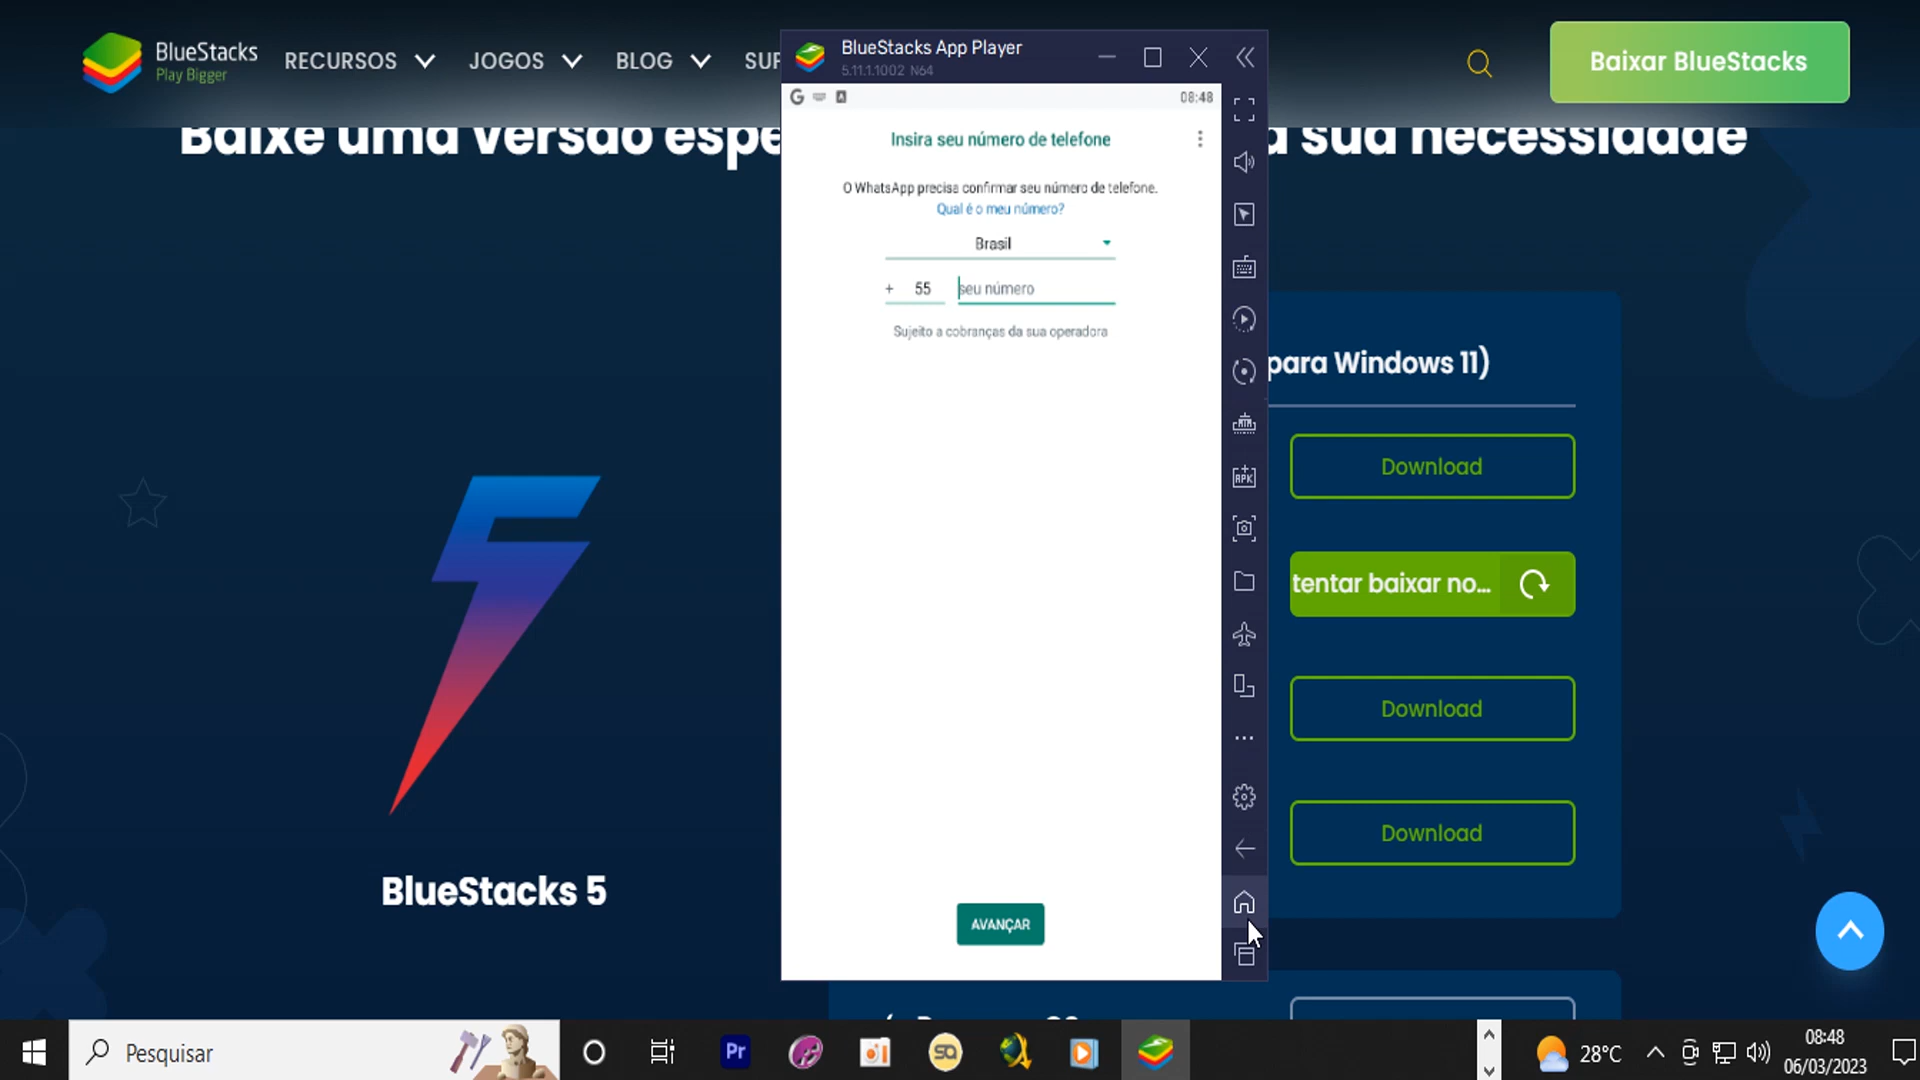 BlueStacks
Play Bigger
RECURSOS
JOGOS
BLOG
SUP
Baixar BlueStacks
BlueStacks App Player
5.11.1.1002 N64
08:48
Baixe uma versão espe
a sua necessidade
Insira seu número de telefone
O WhatsApp precisa confirmar seu número de telefone.
Qual é o meu número?
Brasil
+ 55 seu número
Sujeito a cobranças da sua operadora
para Windows 11)
Download
APK
tentar baixar no...
Download
Download
BlueStacks 5
AVANÇAR
Pesquisar
Pr
SQ
28°C
08:48
06/03/2023